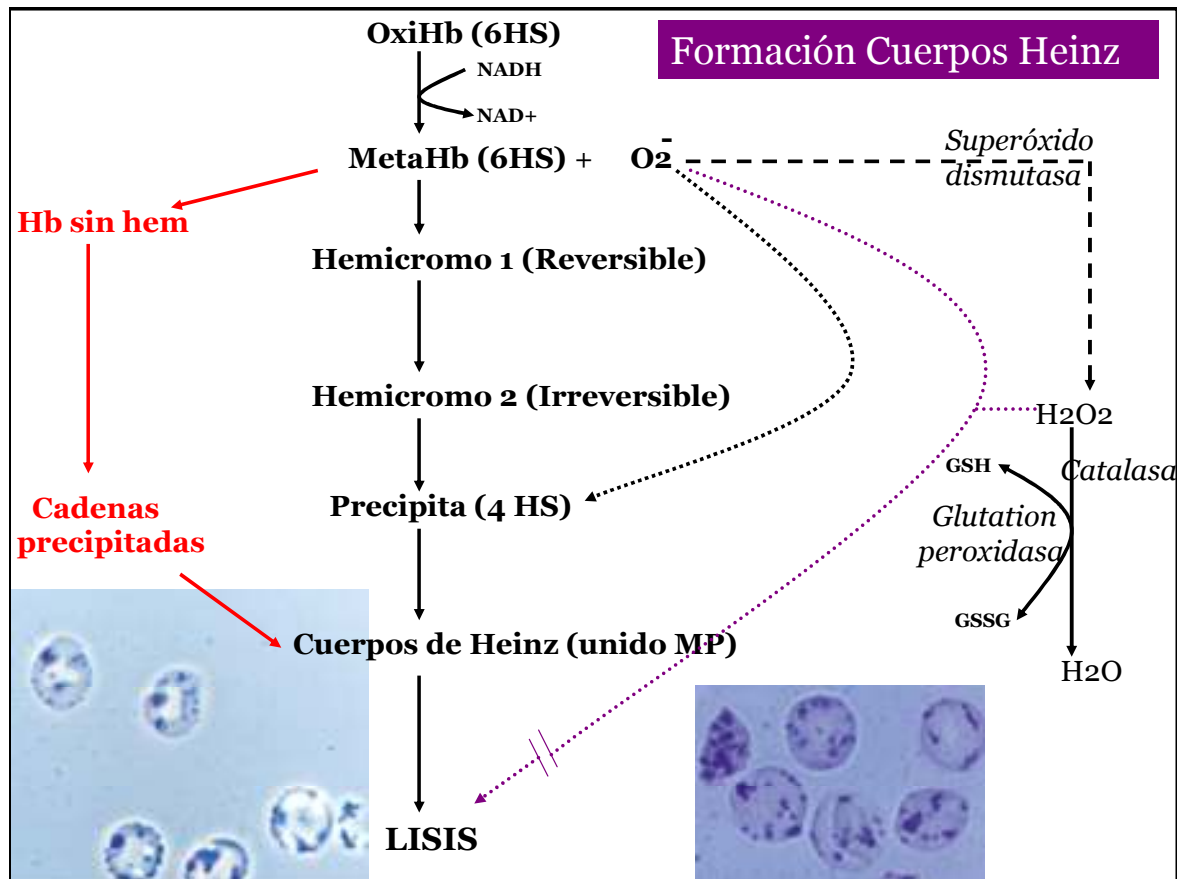 OxiHb (6HS)
Formación Cuerpos Heinz
NADH
NAD+
MetaHb (6HS) + O2-
Superóxido
dismutasa
Hb sin hem
Hemicromo 1 (Reversible)
Hemicromo 2 (Irreversible)
H2O2
GSH
Catalasa
Precipita (4 HS)
Cadenas
precipitadas
Glutation
peroxidasa
GSSG
Cuerpos de Heinz (unido MP)
H2O
LISIS